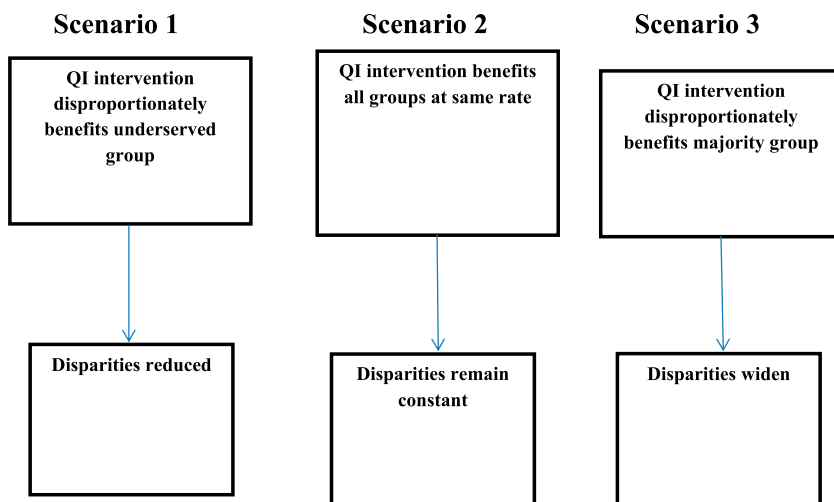 Scenario 1
QI intervention
disproportionately
benefits underserved
group
Disparities reduced
Scenario 2
QI intervention benefits
all groups at same rate
Disparities remain
constant
Scenario 3
QI intervention
disproportionately
benefits majority group
Disparities widen